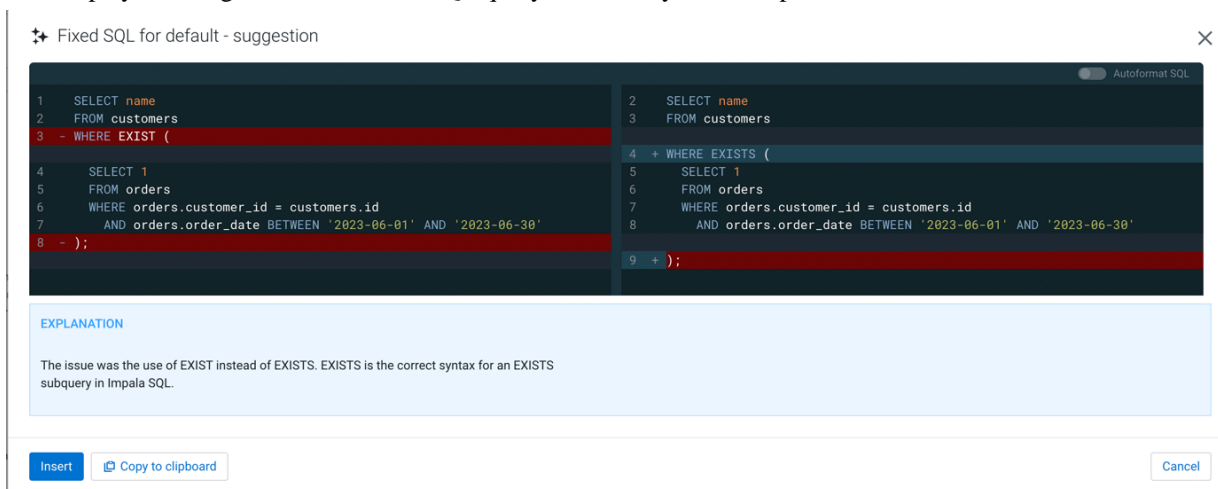 Fixed SQL for default - suggestion
Autoformat SQL
1 SELECT name
2 FROM customers
3 - WHERE EXIST (
4 SELECT 1
5 FROM orders
6 WHERE orders.customer_id = customers.id
7 AND orders.order_date BETWEEN '2023-06-01' AND '2023-06-30'
8 - );
2 SELECT name
3 FROM customers
4 + WHERE EXISTS (
5 SELECT 1
6 FROM orders
7 WHERE orders.customer_id = customers.id
8 AND orders.order_date BETWEEN '2023-06-01' AND '2023-06-30'
9 + );
EXPLANATION
The issue was the use of EXIST instead of EXISTS. EXISTS is the correct syntax for an EXISTS
subquery in Impala SQL.
Insert
Copy to clipboard
Cancel